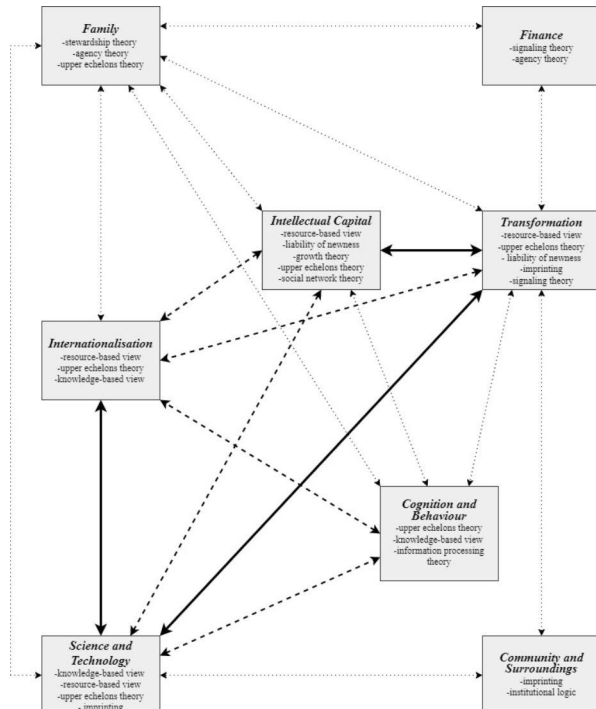 Family
-stewardship theory
-agency theory
-upper echelons theory
Finance
-signaling theory
-agency theory
Intellectual Capital
-resource-based view
-liability of newness
-growth theory
-upper echelons theory
-social network theory
Transformation
-resource-based view
-upper echelons theory
- liability of newness
-imprinting
-signaling theory
Internationalisation
-resource-based view
-upper echelons theory
-knowledge-based view
Cognition and
Behaviour
-upper echelons theory
-knowledge-based view
-information processing
theory
Science and
Technology
-knowledge-based view
-resource-based view
-upper echelons theory
- imprinting
Community and
Surroundings
-imprinting
-institutional logic